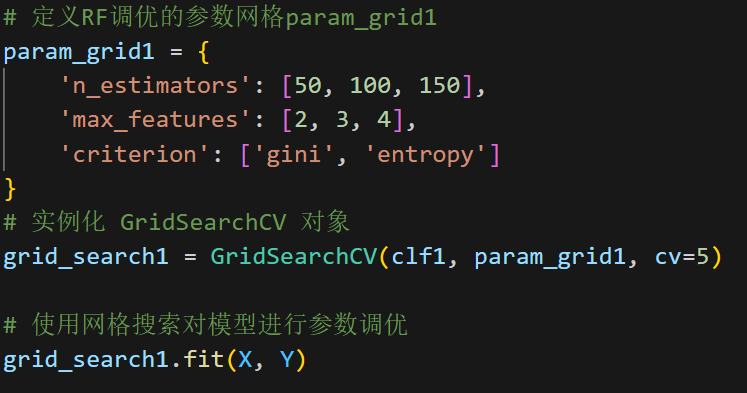 # 定义RF调优的参数网格param_grid1
param_grid1 = {
    'n_estimators': [50, 100, 150],
    'max_features': [2, 3, 4],
    'criterion': ['gini', 'entropy']
}
# 实例化 GridSearchCV 对象
grid_search1 = GridSearchCV(clf1, param_grid1, cv=5)
# 使用网格搜索对模型进行参数调优
grid_search1.fit(X, Y)